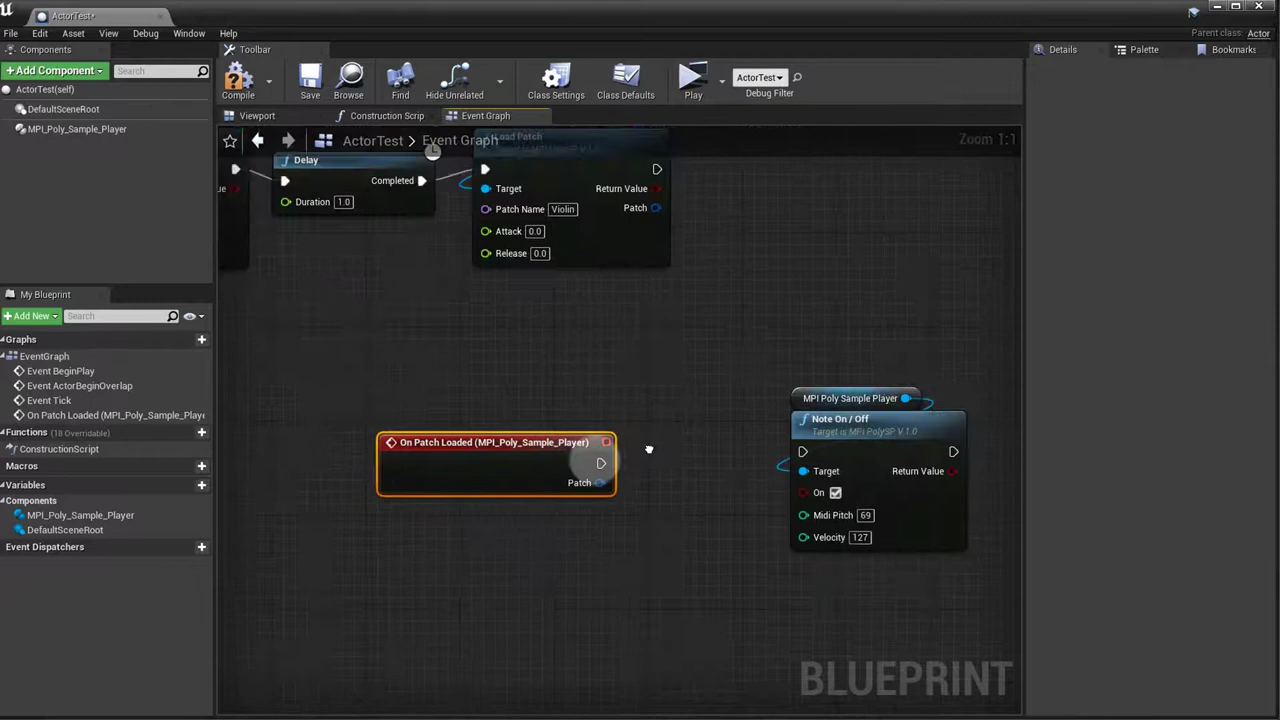 ActorTest*
File Edit Asset View Debug Window Help
Parent class: Actor
Components
Toolbar
Details
Palette
Bookmarks
+Add Component
Search
ActorTest(self)
DefaultSceneRoot
MPI_Poly_Sample_Player
Compile
Save
Browse
Find
Hide Unrelated
Class Settings
Class Defaults
Play
ActorTest
Debug Filter
Viewport
Construction Scrip
Event Graph
ActorTest > Event Graph
Zoom 1:1
Delay
Completed
Duration 1.0
Load Patch
Target
Return Value
Patch Name Violin
Patch
Attack 0.0
Release 0.0
My Blueprint
+Add New
Search
Graphs
EventGraph
Event BeginPlay
Event ActorBeginOverlap
Event Tick
On Patch Loaded (MPI_Poly_Sample_Playe
Functions (18 Overridable)
ConstructionScript
Macros
Variables
Components
MPI_Poly_Sample_Player
DefaultSceneRoot
Event Dispatchers
On Patch Loaded (MPI_Poly_Sample_Player)
Patch
MPI Poly Sample Player
Note On / Off
Target is MPI PolySP V.1.0
Target
Return Value
On
Midi Pitch 69
Velocity 127
BLUEPRINT